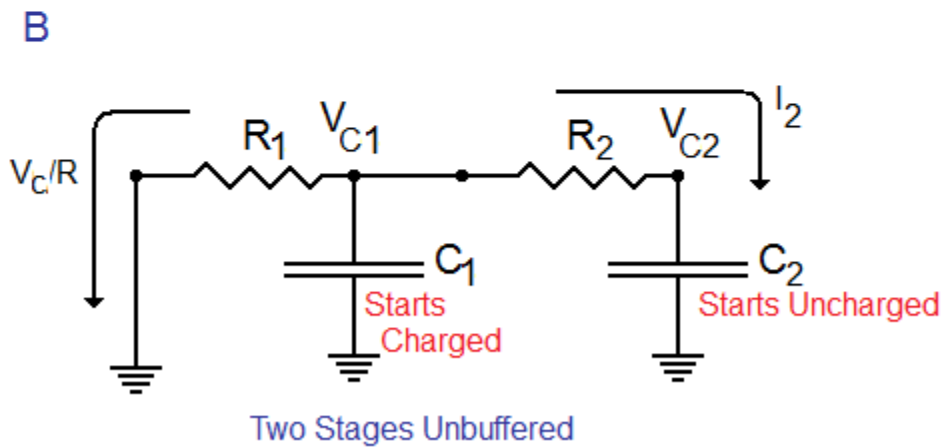 B
V_C/R
R_1
V_C1
C_1
Starts
Charged
R_2
V_C2
I_2
C_2
Starts Uncharged
Two Stages Unbuffered